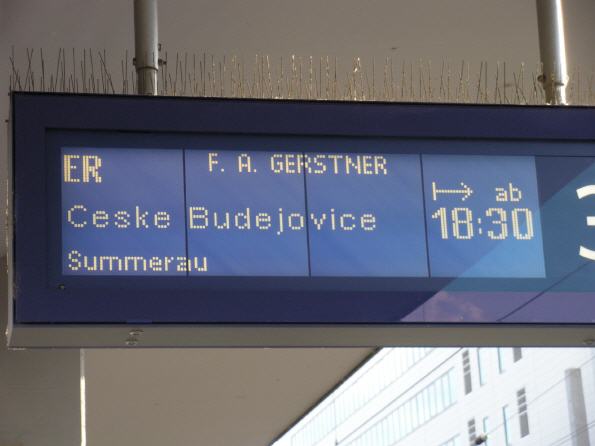 ER F. A. GERSTNER
ab
Ceske Budejovice 18:30
Summerau
3